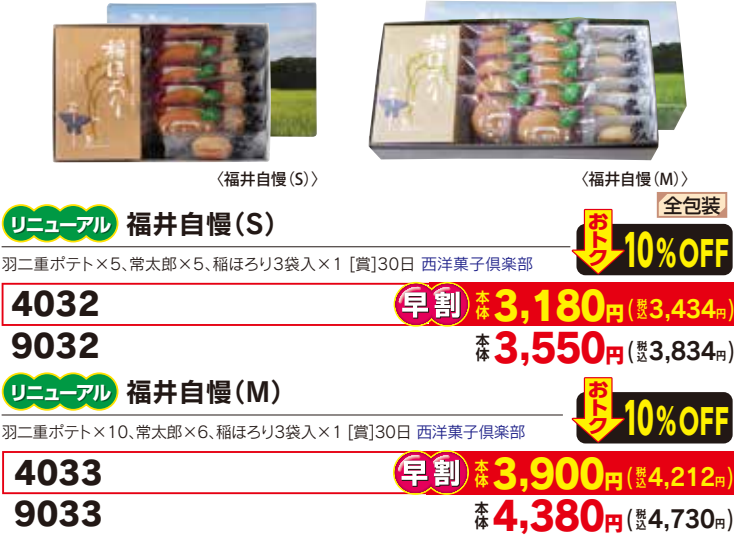 稲ほろり
稲ほろり
〈福井自慢(S)〉
〈福井自慢(M)〉
全包装
リニューアル 福井自慢(S)
おトク 10%OFF
羽二重ポテト×5、常太郎×5、稲ほろり3袋入×1 [賞]30日 西洋菓子倶楽部
4032 早割 本体3,180円(税込3,434円)
9032 本体3,550円(税込3,834円)
リニューアル 福井自慢(M)
おトク 10%OFF
羽二重ポテト×10、常太郎×6、稲ほろり3袋入×1 [賞]30日 西洋菓子倶楽部
4033 早割 本体3,900円(税込4,212円)
9033 本体4,380円(税込4,730円)